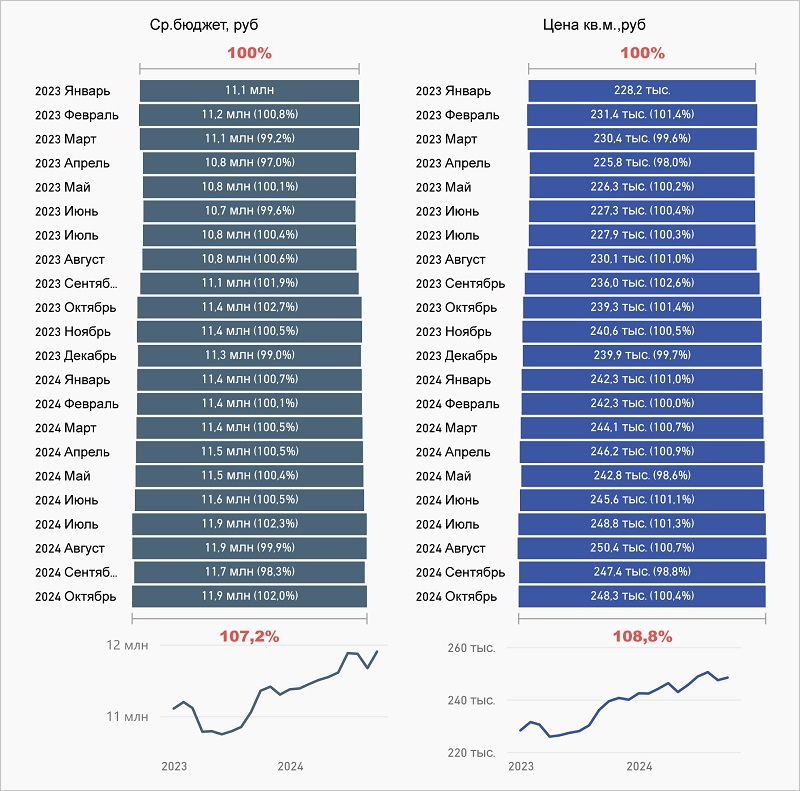 Ср.бюджет, руб
100%
2023 Январь 11,1 млн
2023 Февраль 11,2 млн (100,8%)
2023 Март 11,1 млн (99,2%)
2023 Апрель 10,8 млн (97,0%)
2023 Май 10,8 млн (100,1%)
2023 Июнь 10,7 млн (99,6%)
2023 Июль 10,8 млн (100,4%)
2023 Август 10,8 млн (100,6%)
2023 Сентяб... 11,1 млн (101,9%)
2023 Октябрь 11,4 млн (102,7%)
2023 Ноябрь 11,4 млн (100,5%)
2023 Декабрь 11,3 млн (99,0%)
2024 Январь 11,4 млн (100,7%)
2024 Февраль 11,4 млн (100,1%)
2024 Март 11,4 млн (100,5%)
2024 Апрель 11,5 млн (100,5%)
2024 Май 11,5 млн (100,4%)
2024 Июнь 11,6 млн (100,5%)
2024 Июль 11,9 млн (102,3%)
2024 Август 11,9 млн (99,9%)
2024 Сентяб... 11,7 млн (98,3%)
2024 Октябрь 11,9 млн (102,0%)
107,2%
12 млн
11 млн
2023 2024
Цена кв.м.,руб
100%
2023 Январь 228,2 тыс.
2023 Февраль 231,4 тыс. (101,4%)
2023 Март 230,4 тыс. (99,6%)
2023 Апрель 225,8 тыс. (98,0%)
2023 Май 226,3 тыс. (100,2%)
2023 Июнь 227,3 тыс. (100,4%)
2023 Июль 227,9 тыс. (100,3%)
2023 Август 230,1 тыс. (101,0%)
2023 Сентябрь 236,0 тыс. (102,6%)
2023 Октябрь 239,3 тыс. (101,4%)
2023 Ноябрь 240,6 тыс. (100,5%)
2023 Декабрь 239,9 тыс. (99,7%)
2024 Январь 242,3 тыс. (101,0%)
2024 Февраль 242,3 тыс. (100,0%)
2024 Март 244,1 тыс. (100,7%)
2024 Апрель 246,2 тыс. (100,9%)
2024 Май 242,8 тыс. (98,6%)
2024 Июнь 245,6 тыс. (101,1%)
2024 Июль 248,8 тыс. (101,3%)
2024 Август 250,4 тыс. (100,7%)
2024 Сентябрь 247,4 тыс. (98,8%)
2024 Октябрь 248,3 тыс. (100,4%)
108,8%
260 тыс.
240 тыс.
220 тыс.
2023 2024